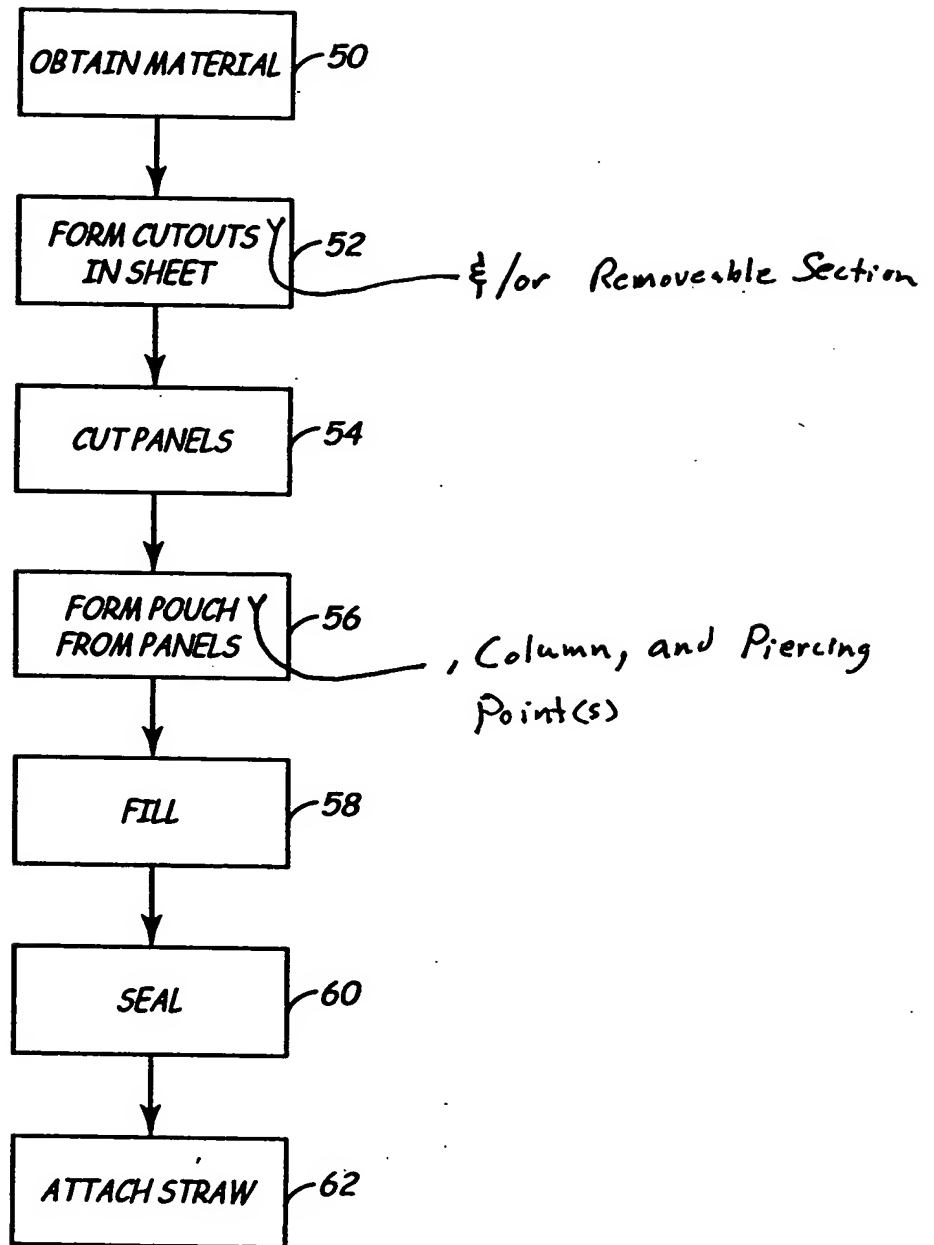 OBTAIN MATERIAL 50
FORM CUTOUTS IN SHEET 52
& /or Removeable Section
CUT PANELS 54
FORM POUCH FROM PANELS 56
, Column, and Piercing
Point(s)
FILL 58
SEAL 60
ATTACH STRAW 62